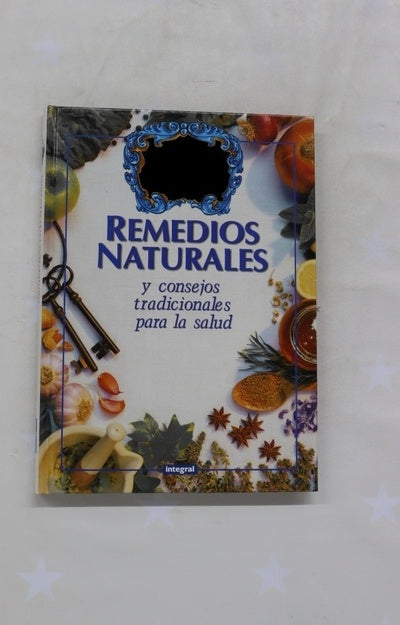 REMEDIOS
NATURALES
y consejos
tradicionales
para la salud
integral